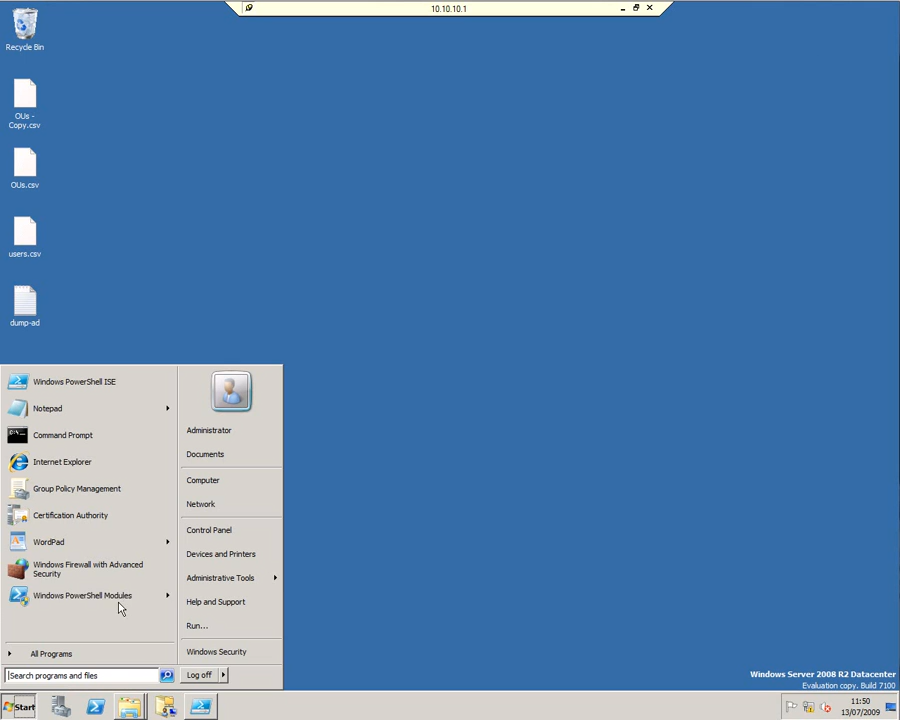 10.10.10.1
Recycle Bin
OUs -
Copy.csv
OUs.csv
users.csv
dump-ad
Windows PowerShell ISE
Notepad
Command Prompt
Internet Explorer
Group Policy Management
Certification Authority
WordPad
Windows Firewall with Advanced
Security
Windows PowerShell Modules
All Programs
Search programs and files
Administrator
Documents
Computer
Network
Control Panel
Devices and Printers
Administrative Tools
Help and Support
Run...
Windows Security
Log off
Windows Server 2008 R2 Datacenter
Evaluation copy. Build 7100
Start
11:50
13/07/2009